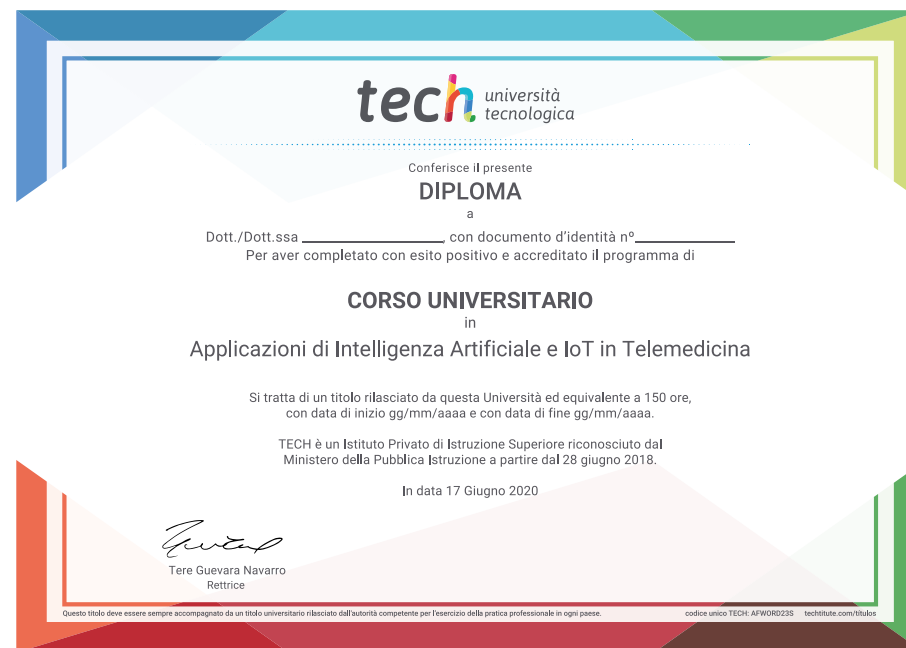 tech università
tecnologica
Conferisce il presente
DIPLOMA
a
Dott./Dott.ssa ________________, con documento d'identità nº___________
Per aver completato con esito positivo e accreditato il programma di
CORSO UNIVERSITARIO
in
Applicazioni di Intelligenza Artificiale e IoT in Telemedicina
Si tratta di un titolo rilasciato da questa Università ed equivalente a 150 ore,
con data di inizio gg/mm/aaaa e con data di fine gg/mm/aaaa.
TECH è un Istituto Privato di Istruzione Superiore riconosciuto dal
Ministero della Pubblica Istruzione a partire dal 28 giugno 2018.
In data 17 Giugno 2020
Tere Guevara Navarro
Rettrice
Questo titolo deve essere sempre accompagnato da un titolo universitario rilasciato dall'autorità competente per l'esercizio della pratica professionale in ogni paese. codice unico TECH: AFWORD23S techtitute.com/títulos